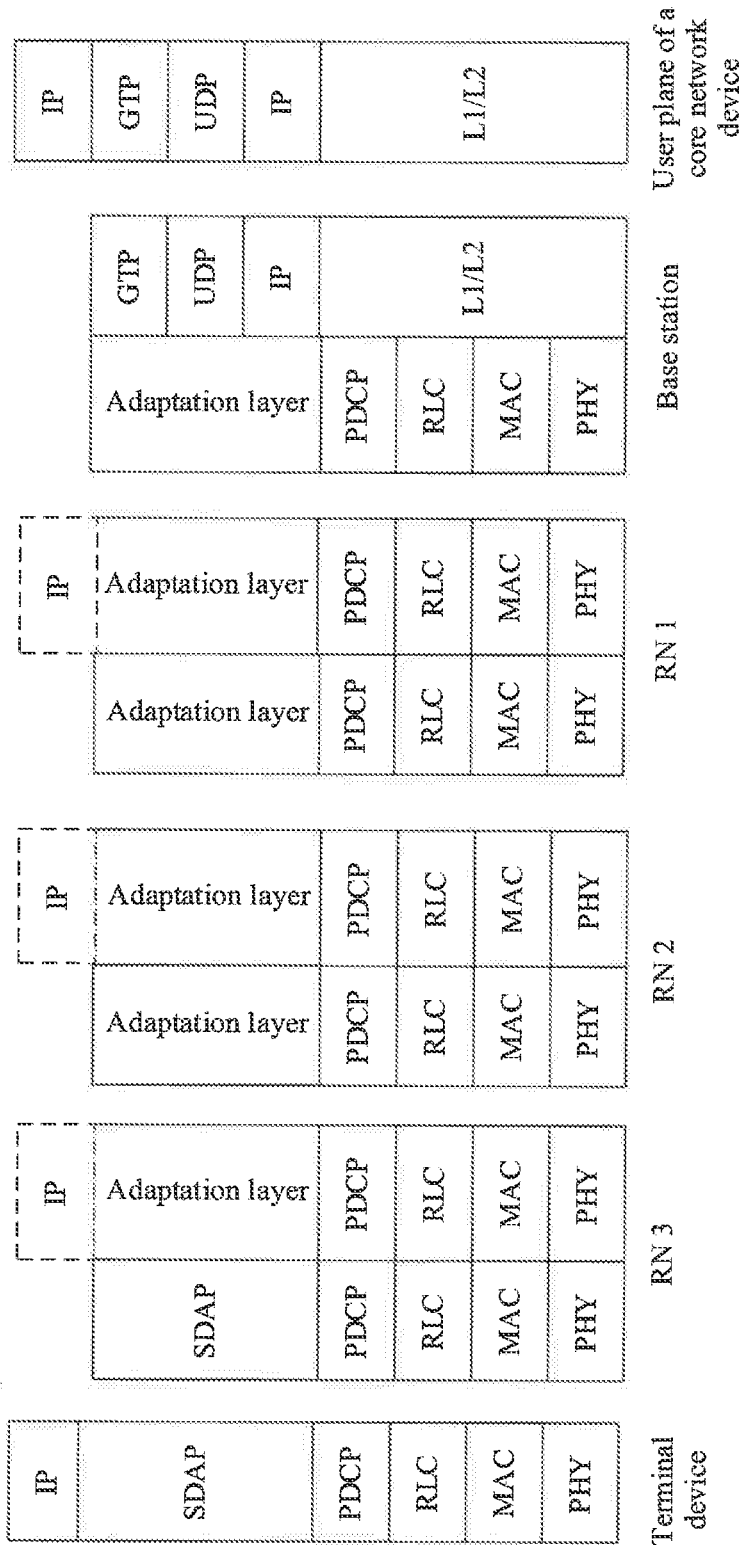 IP
SDAP
PDCP
RLC
MAC
PHY
Terminal
device
SDAP
PDCP
RLC
MAC
PHY
IP
Adaptation layer
PDCP
RLC
MAC
PHY
RN 3
Adaptation layer
PDCP
RLC
MAC
PHY
IP
Adaptation layer
PDCP
RLC
MAC
PHY
RN 2
Adaptation layer
PDCP
RLC
MAC
PHY
IP
Adaptation layer
PDCP
RLC
MAC
PHY
RN 1
Adaptation layer
PDCP
RLC
MAC
PHY
GTP
UDP
IP
L1/L2
Base station
IP
GTP
UDP
IP
L1/L2
User plane of a
core network
device